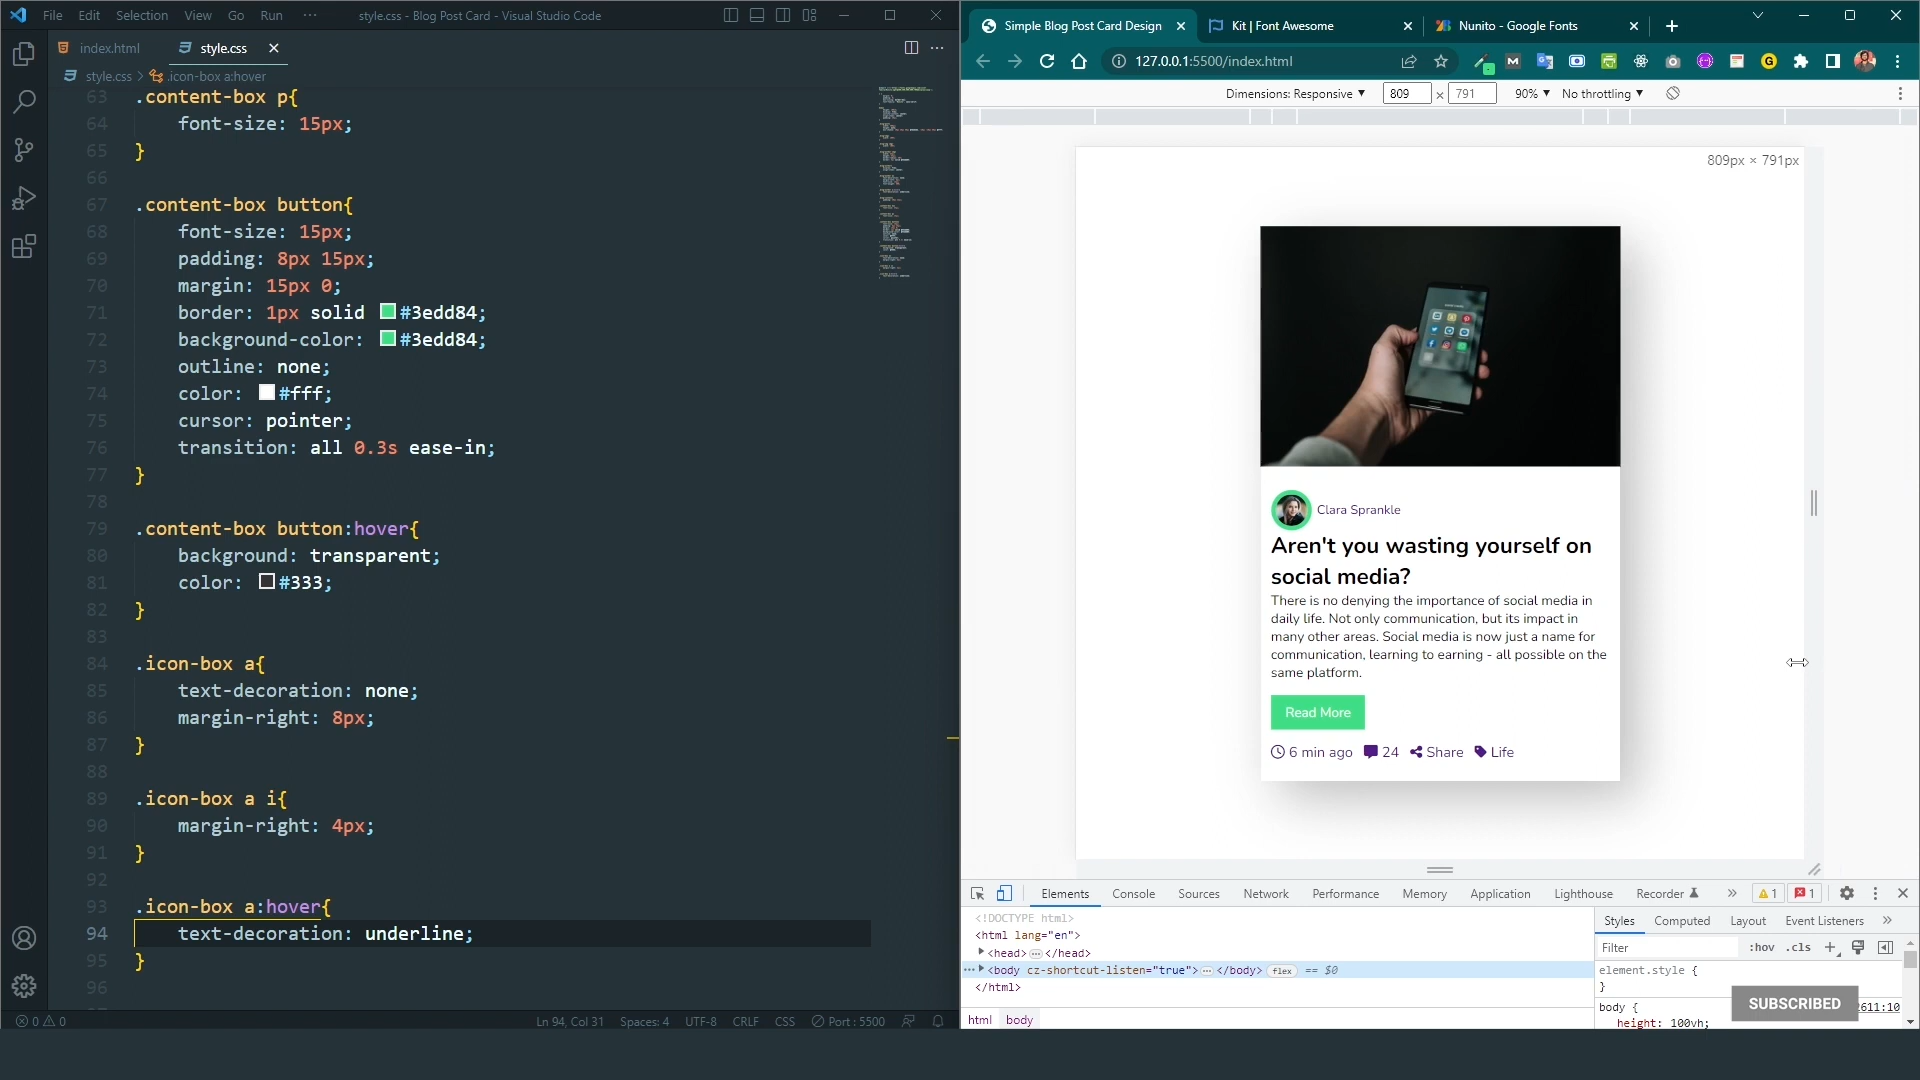 File Edit Selection View Go Run ··· style.css - Blog Post Card - Visual Studio Code
index.html style.css
style.css > .icon-box a:hover
63 .content-box p{
64 font-size: 15px;
65 }
66
67 .content-box button{
68 font-size: 15px;
69 padding: 8px 15px;
70 margin: 15px 0;
71 border: 1px solid #3edd84;
72 background-color: #3edd84;
73 outline: none;
74 color: #fff;
75 cursor: pointer;
76 transition: all 0.3s ease-in;
77 }
78
79 .content-box button:hover{
80 background: transparent;
81 color: #333;
82 }
83
84 .icon-box a{
85 text-decoration: none;
86 margin-right: 8px;
87 }
88
89 .icon-box a i{
90 margin-right: 4px;
91 }
92
93 .icon-box a:hover{
94 text-decoration: underline;
95 }
96
0 0 Ln 94, Col 31 Spaces: 4 UTF-8 CRLF CSS Port : 5500
Simple Blog Post Card Design Kit | Font Awesome Nunito - Google Fonts
127.0.0.1:5500/index.html
Dimensions: Responsive 809 × 791 90% No throttling
809px × 791px
Clara Sprankle
Aren't you wasting yourself on
social media?
There is no denying the importance of social media in
daily life. Not only communication, but its impact in
many other areas. Social media is now just a name for
communication, learning to earning - all possible on the
same platform.
Read More
6 min ago 24 Share Life
Elements Console Sources Network Performance Memory Application Lighthouse Recorder » 1 1
<!DOCTYPE html>
<html lang="en">
<head>…</head>
<body cz-shortcut-listen="true">…</body> flex == $0
</html>
html body
Styles Computed Layout Event Listeners »
Filter :hov .cls +
element.style {
}
body { 2611:10
height: 100vh;
SUBSCRIBED